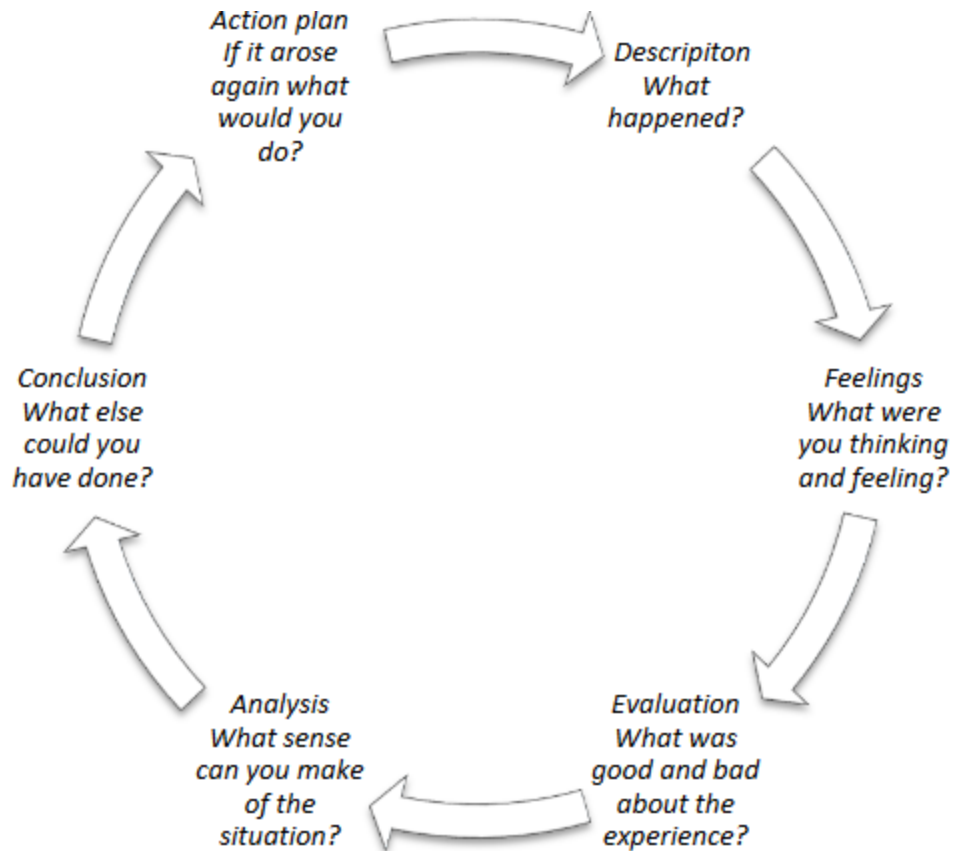 Action plan
If it arose
again what
would you
do?
Descripiton
What
happened?
Feelings
What were
you thinking
and feeling?
Evaluation
What was
good and bad
about the
experience?
Analysis
What sense
can you make
of the
situation?
Conclusion
What else
could you
have done?